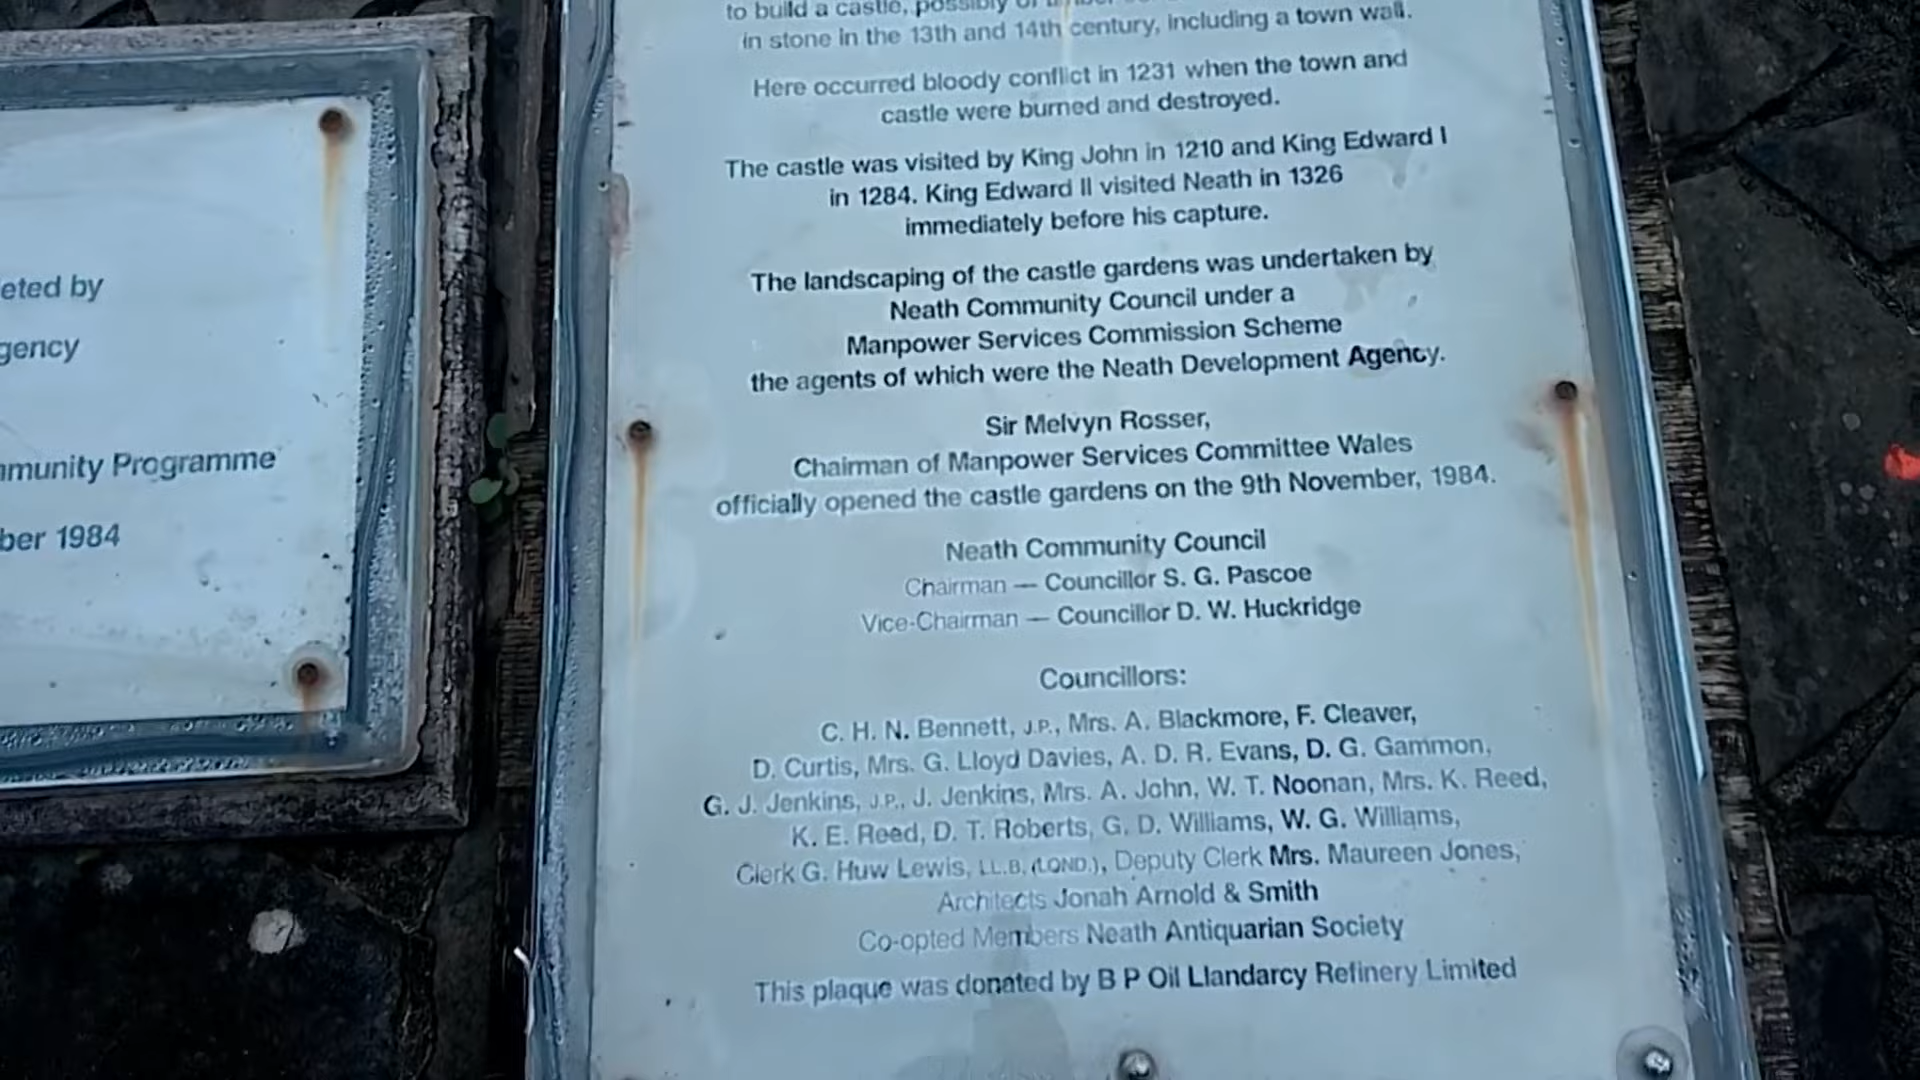 eted by
gency
mmunity Programme
ber 1984
to build a castle, possibly of
in stone in the 13th and 14th century, including a town wall.
Here occurred bloody conflict in 1231 when the town and
castle were burned and destroyed.
The castle was visited by King John in 1210 and King Edward I
in 1284. King Edward II visited Neath in 1326
immediately before his capture.
The landscaping of the castle gardens was undertaken by
Neath Community Council under a
Manpower Services Commission Scheme
the agents of which were the Neath Development Agency.
Sir Melvyn Rosser,
Chairman of Manpower Services Committee Wales
officially opened the castle gardens on the 9th November, 1984.
Neath Community Council
Chairman — Councillor S. G. Pascoe
Vice-Chairman — Councillor D. W. Huckridge
Councillors:
C. H. N. Bennett, J.P., Mrs. A. Blackmore, F. Cleaver,
D. Curtis, Mrs. G. Lloyd Davies, A. D. R. Evans, D. G. Gammon,
G. J. Jenkins, J.P., J. Jenkins, Mrs. A. John, W. T. Noonan, Mrs. K. Reed,
K. E. Reed, D. T. Roberts, G. D. Williams, W. G. Williams,
Clerk G. Huw Lewis, LL.B. (LOND.), Deputy Clerk Mrs. Maureen Jones,
Architects Jonah Arnold & Smith
Co-opted Members Neath Antiquarian Society
This plaque was donated by B P Oil Llandarcy Refinery Limited